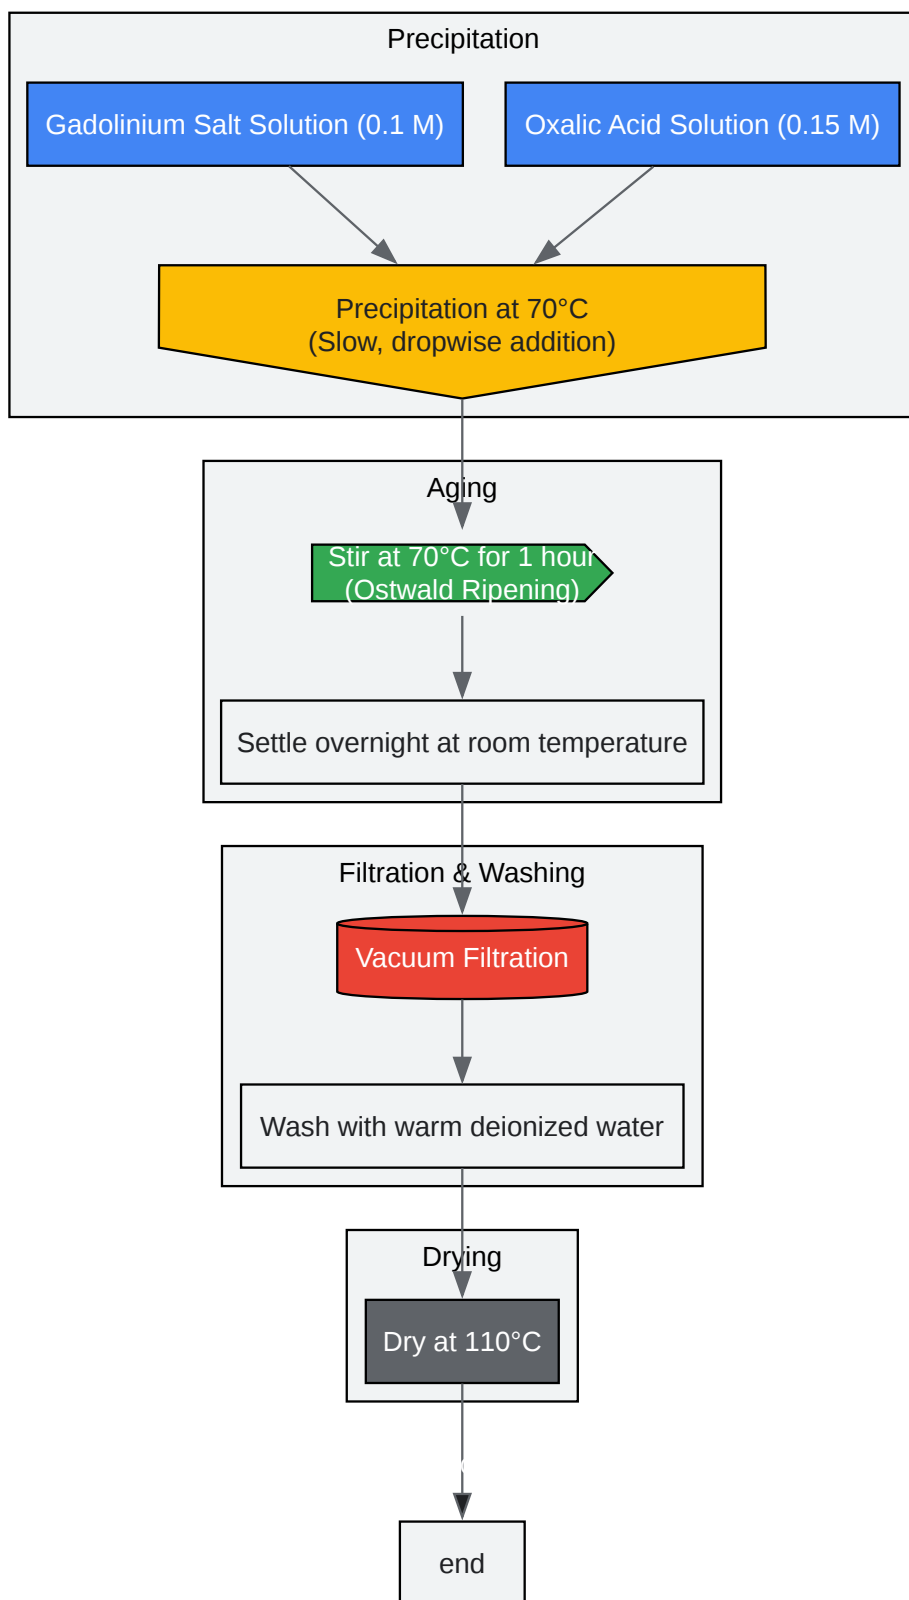 Precipitation
Gadolinium Salt Solution (0.1 M)
Oxalic Acid Solution (0.15 M)
Precipitation at 70°C
(Slow, dropwise addition)
Aging
Stir at 70°C for 1 hour
(Ostwald Ripening)
Settle overnight at room temperature
Filtration & Washing
Vacuum Filtration
Wash with warm deionized water
Drying
Dry at 110°C
end